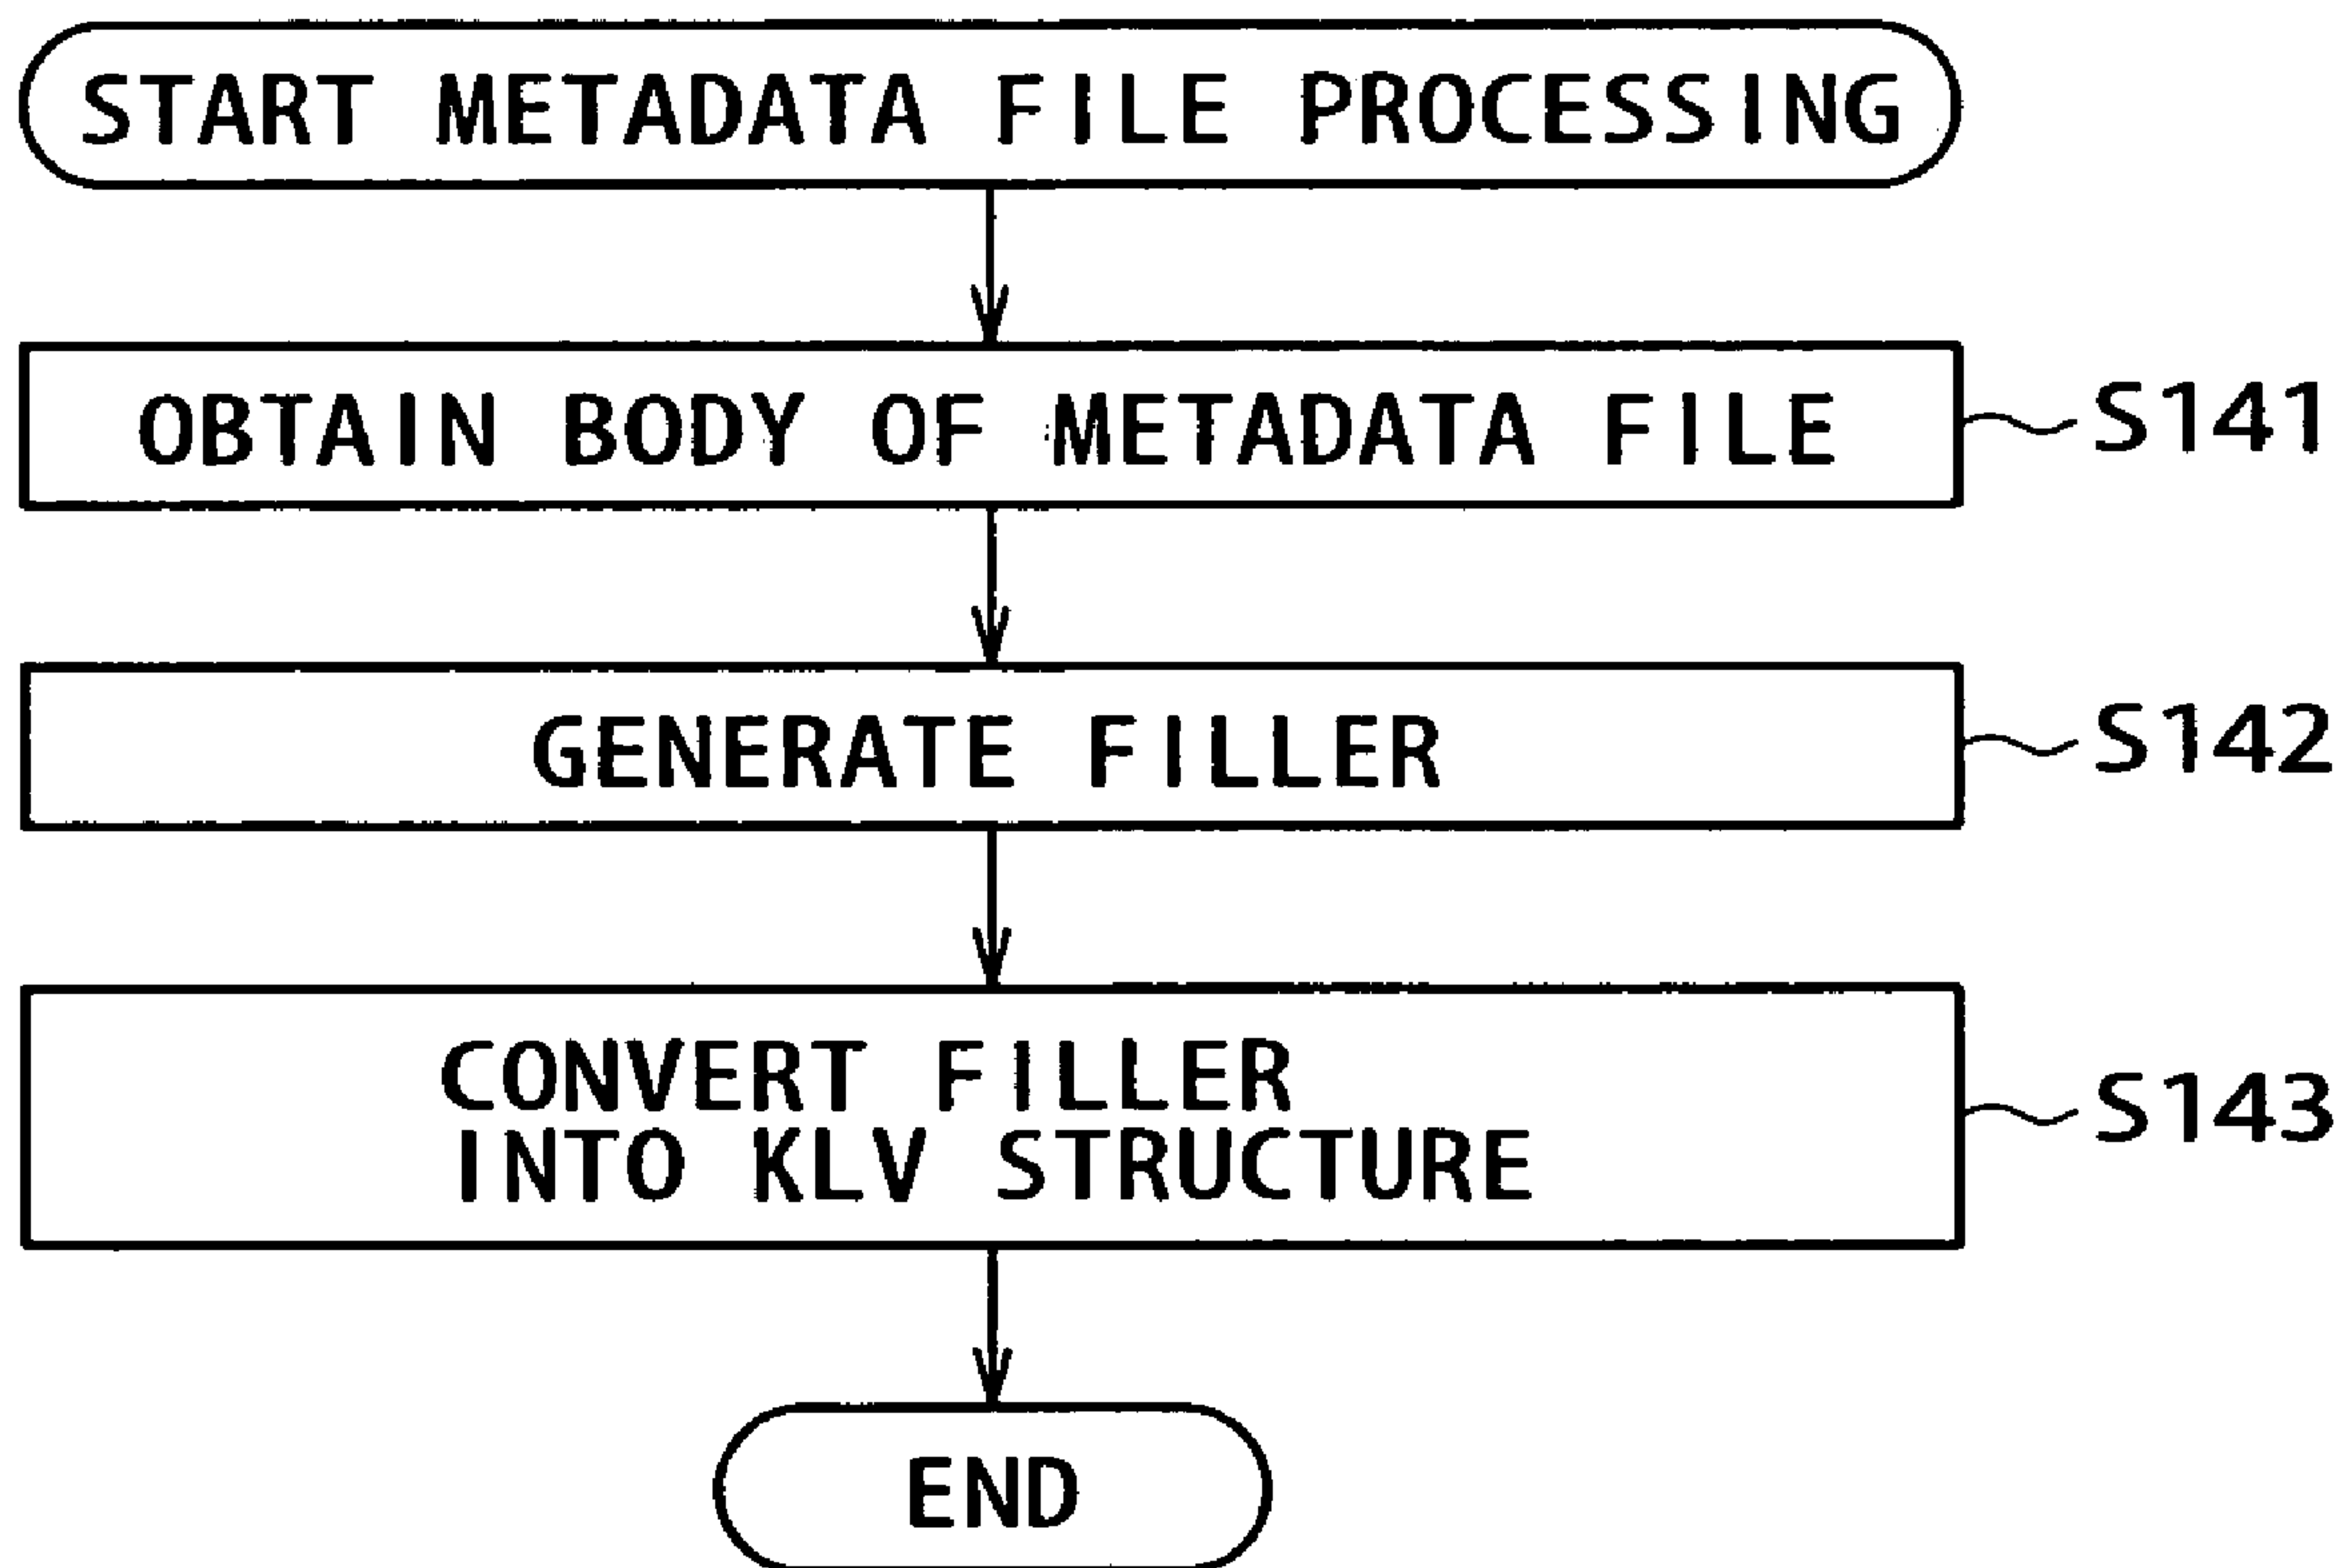 START METADATA FILE PROCESSING
OBTAIN BODY OF METADATA FILE
S141
GENERATE FILLER
S142
CONVERT FILLER
INTO KLV STRUCTURE
S143
END